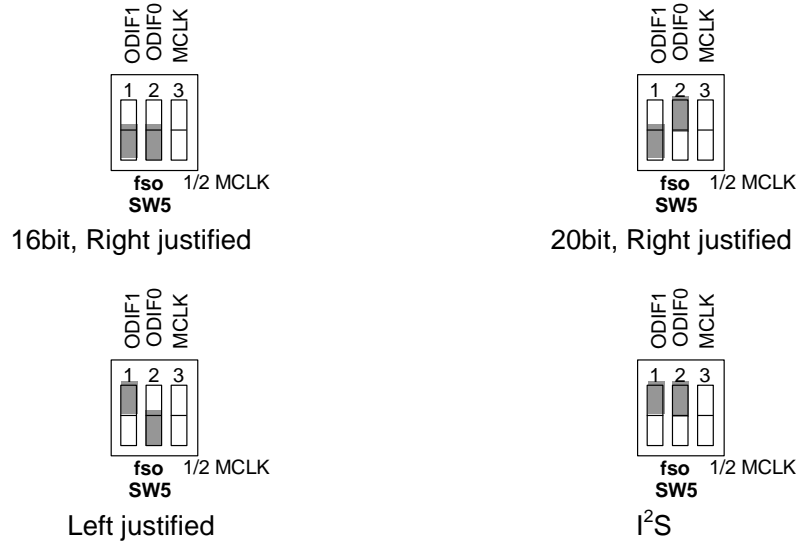 ODIF1
ODIF0
MCLK
1 2 3
fso 1/2 MCLK
SW5
16bit, Right justified
ODIF1
ODIF0
MCLK
1 2 3
fso 1/2 MCLK
SW5
20bit, Right justified
ODIF1
ODIF0
MCLK
1 2 3
fso 1/2 MCLK
SW5
Left justified
ODIF1
ODIF0
MCLK
1 2 3
fso 1/2 MCLK
SW5
I²S